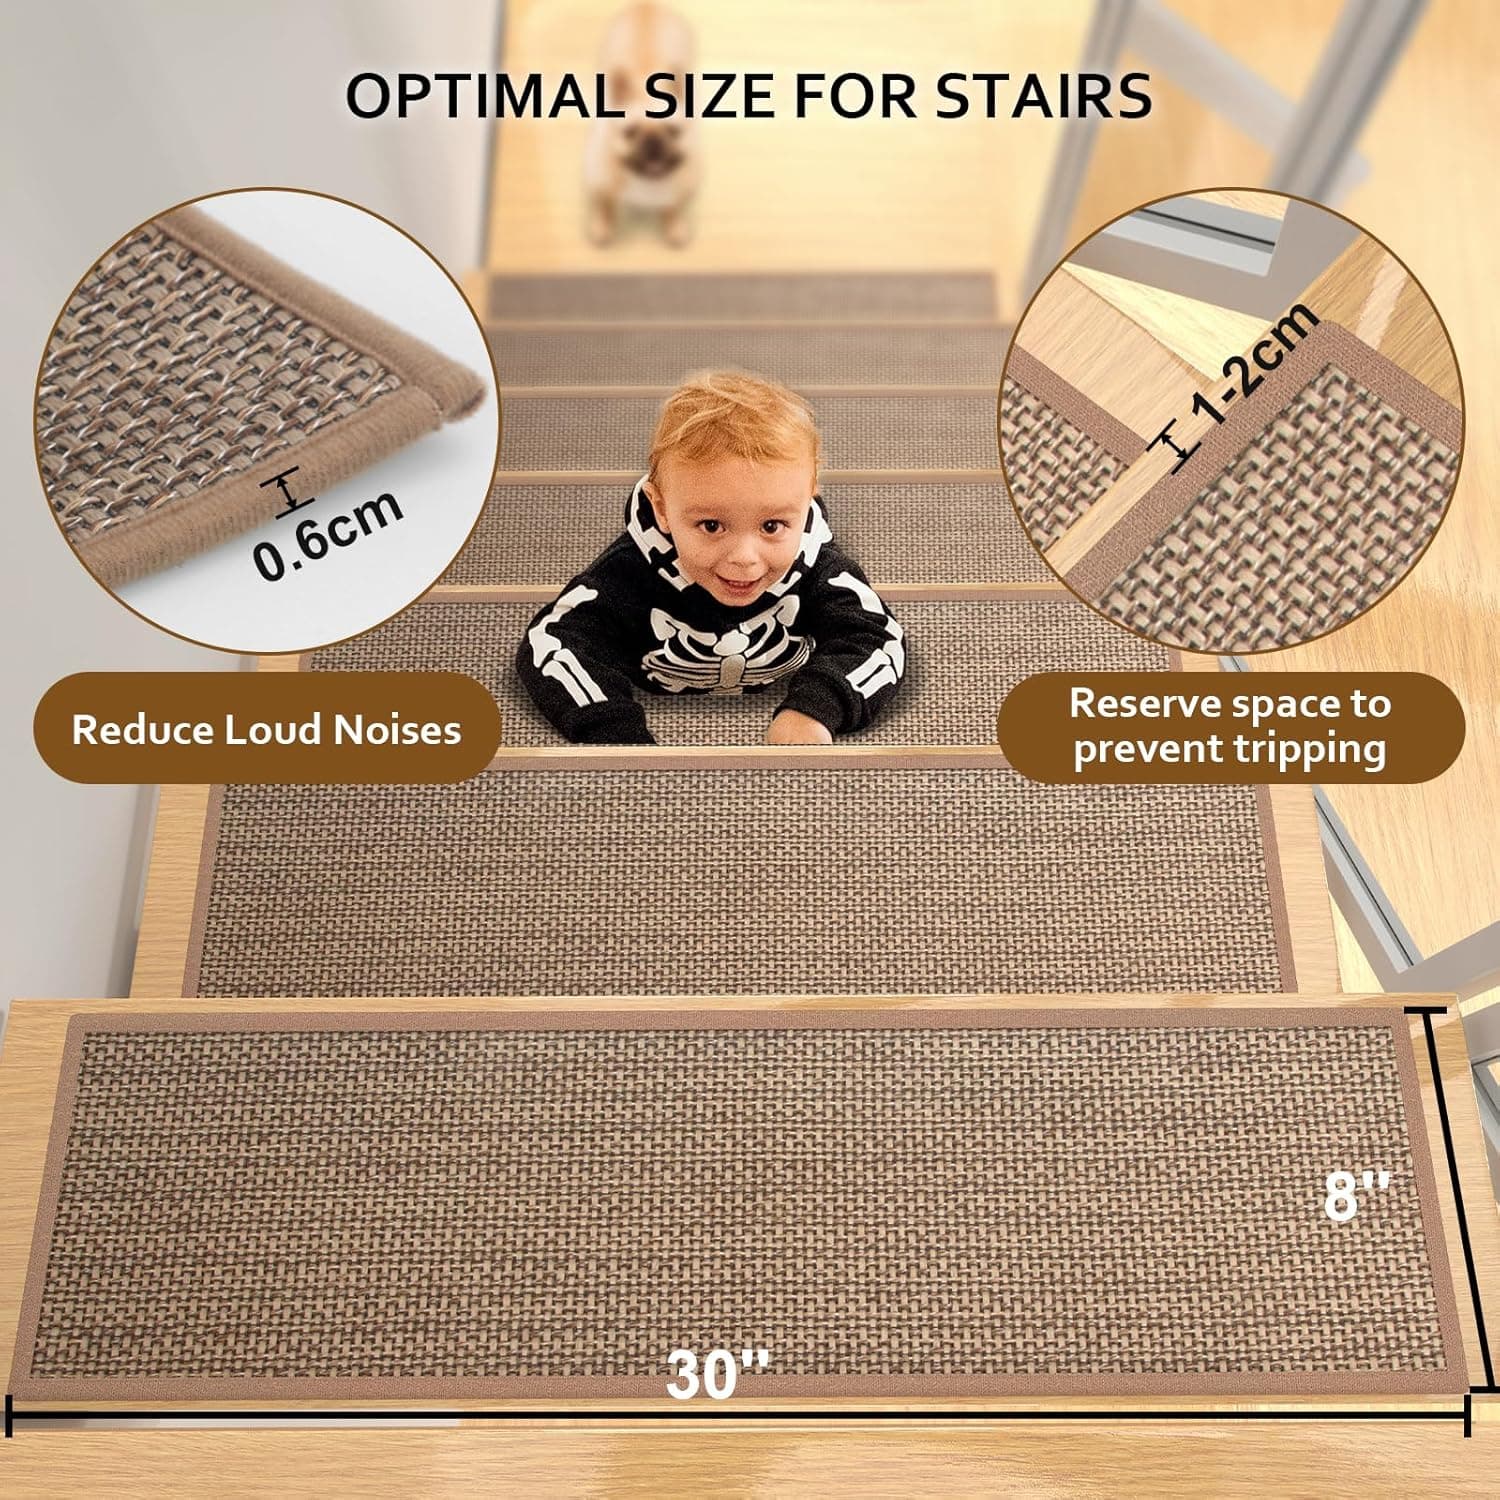 OPTIMAL SIZE FOR STAIRS
0.6cm
1-2cm
Reduce Loud Noises
Reserve space to
prevent tripping
8"
30"